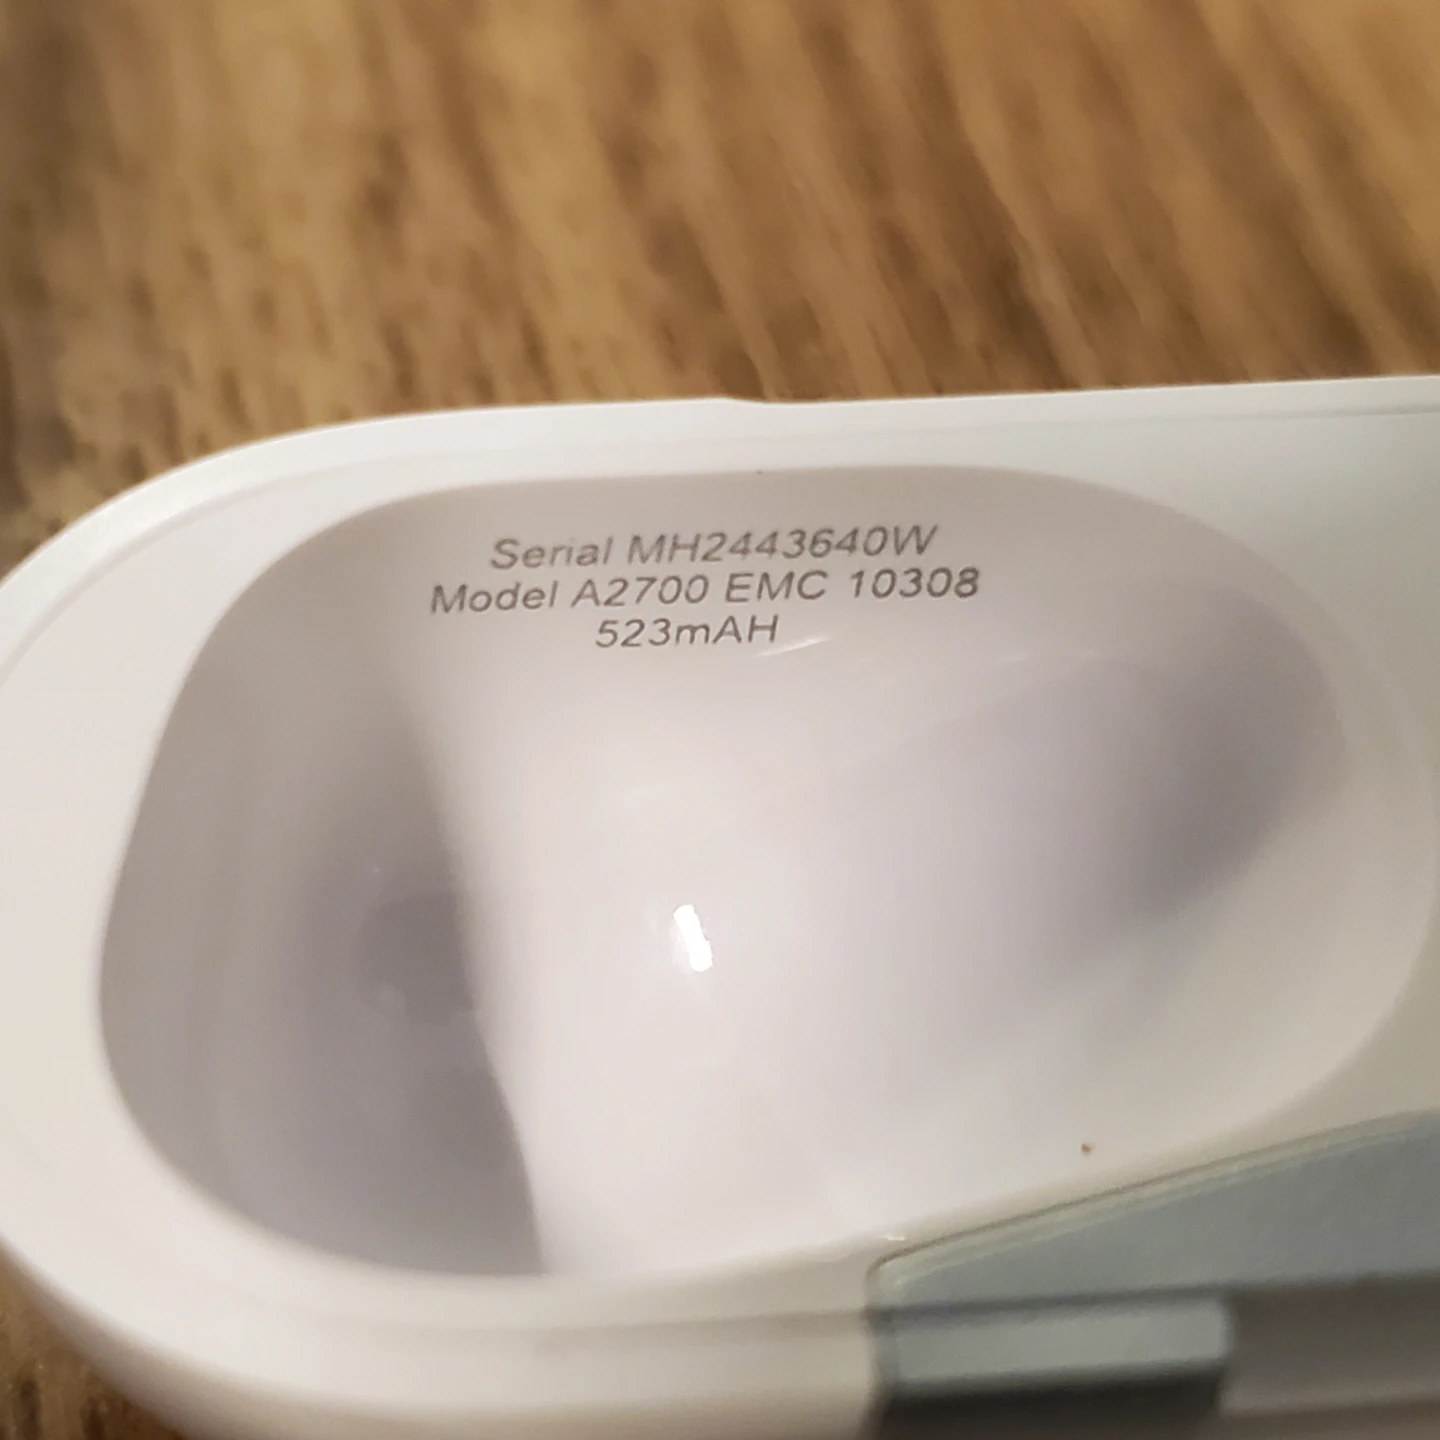 Serial MH2443640W
Model A2700 EMC 10308
523mAH